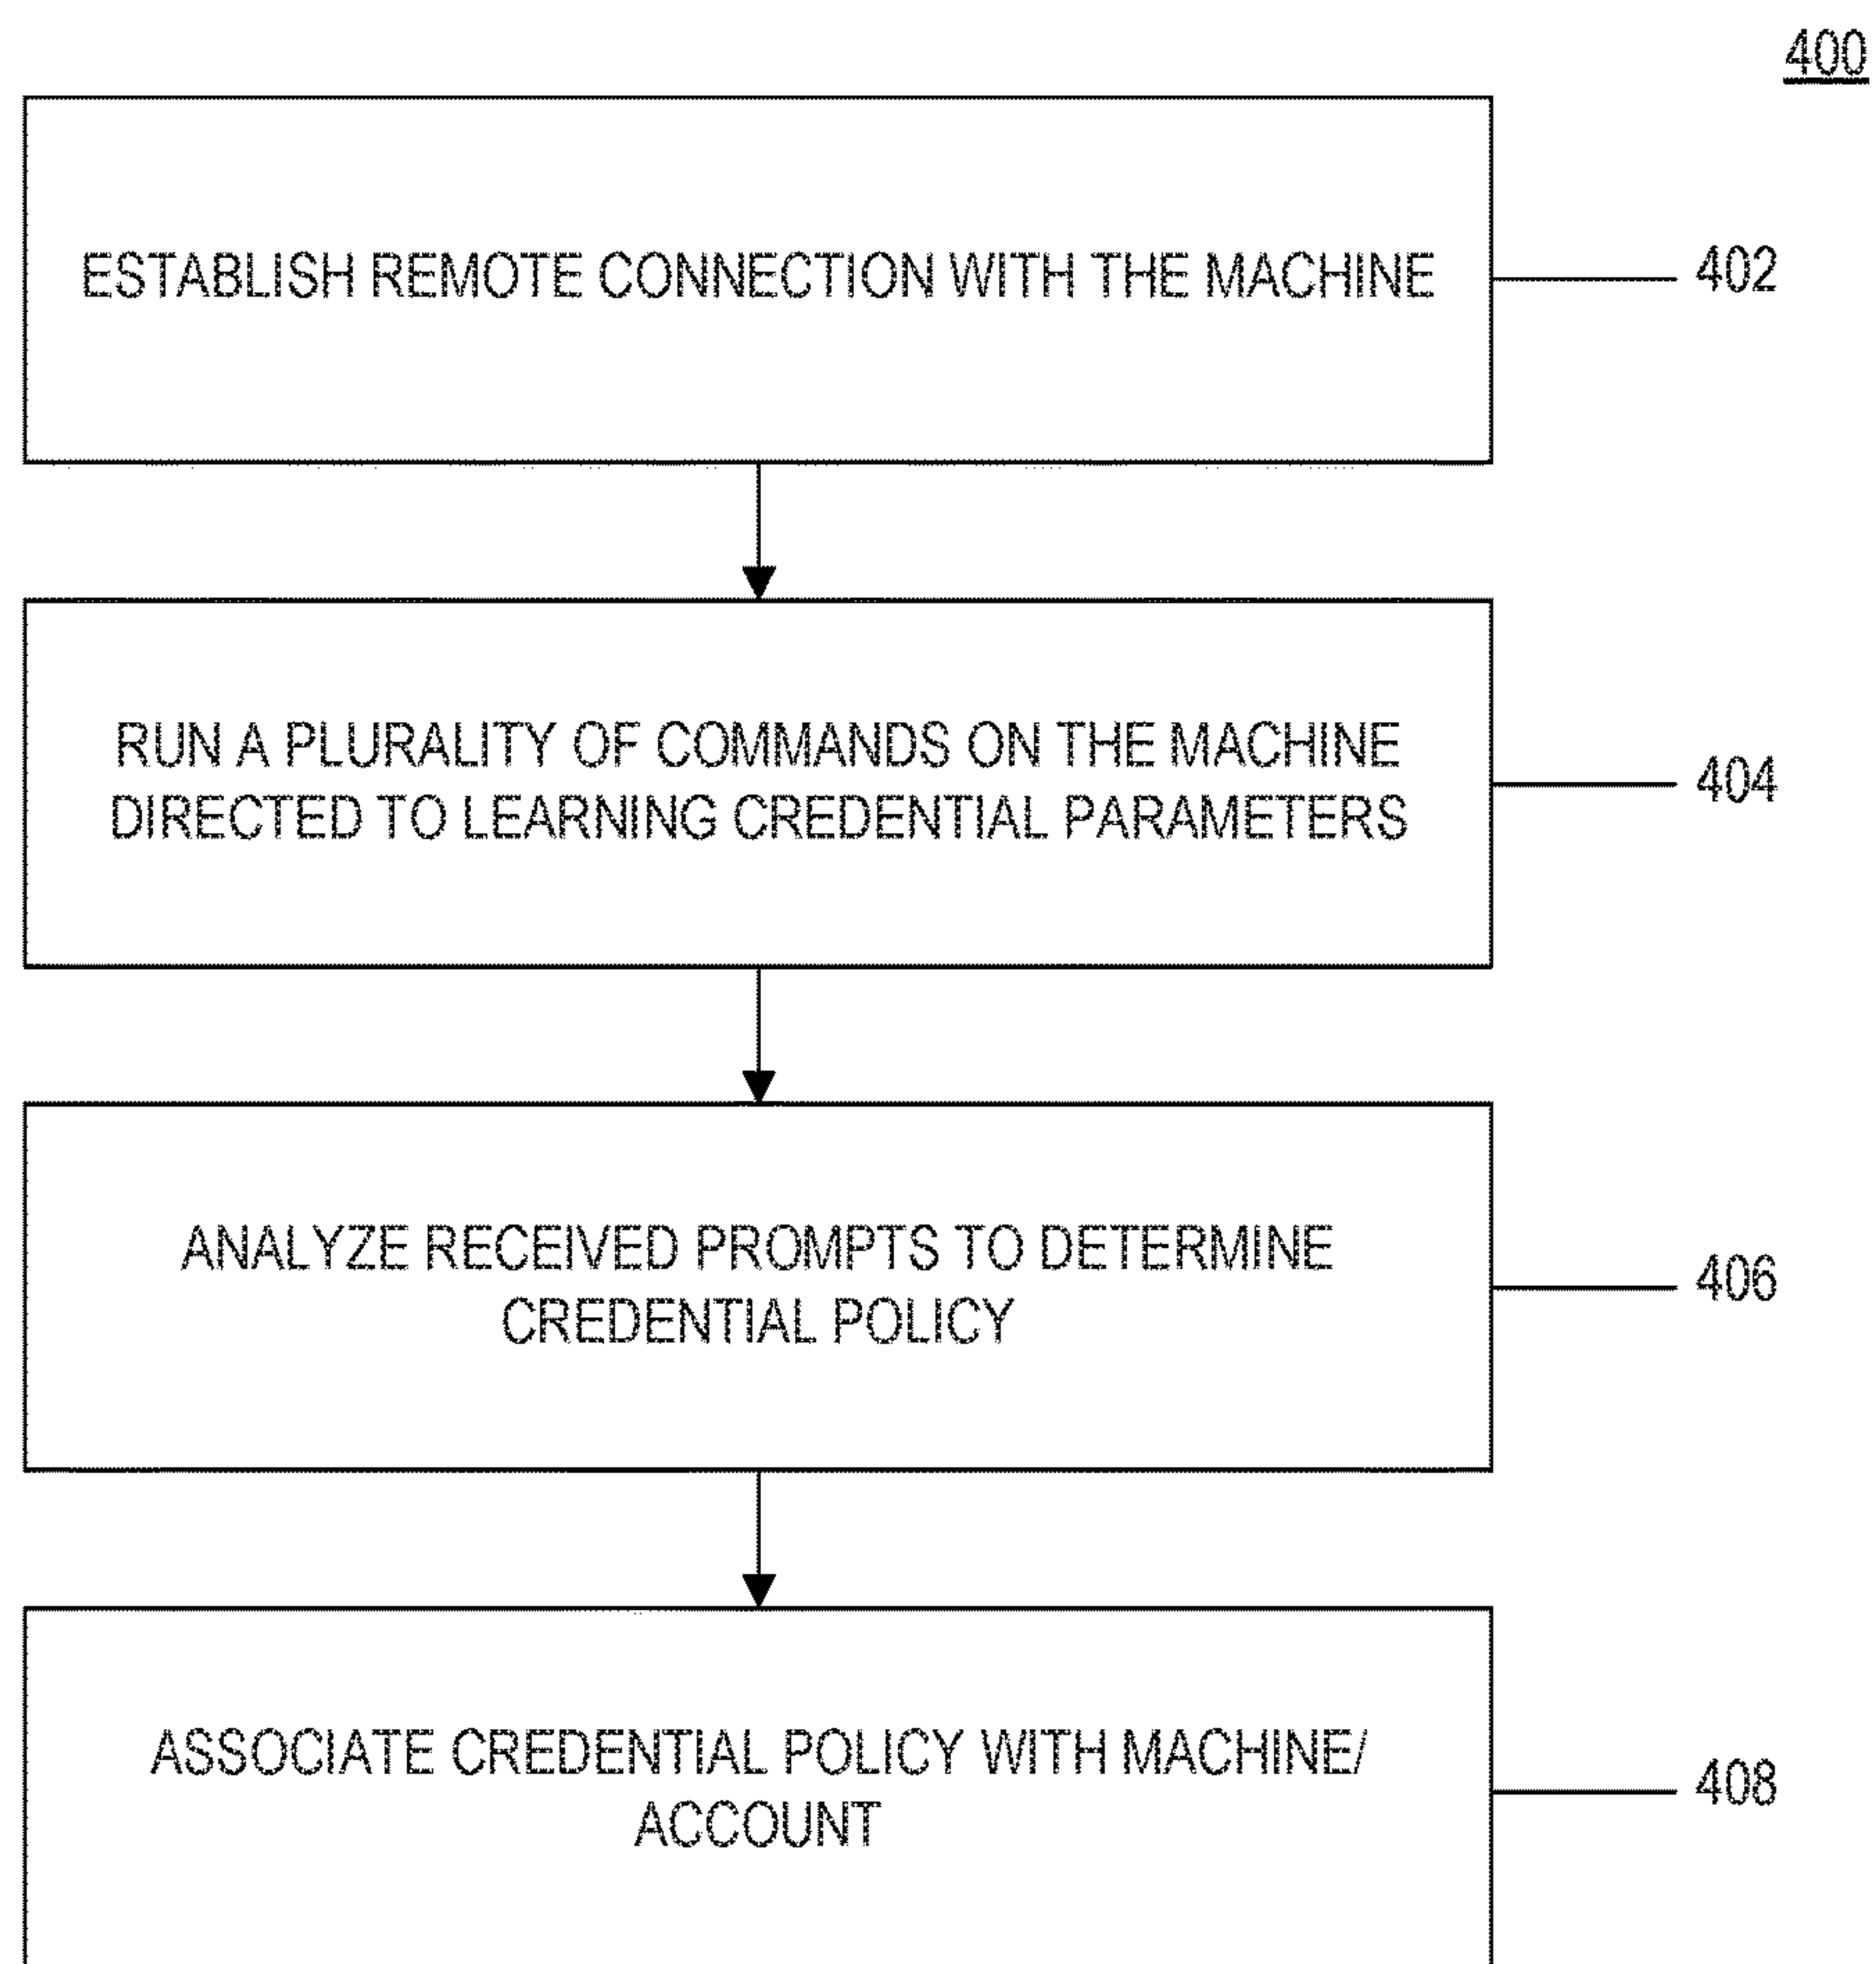 400
ESTABLISH REMOTE CONNECTION WITH THE MACHINE
402
RUN A PLURALITY OF COMMANDS ON THE MACHINE
DIRECTED TO LEARNING CREDENTIAL PARAMETERS
404
ANALYZE RECEIVED PROMPTS TO DETERMINE
CREDENTIAL POLICY
406
ASSOCIATE CREDENTIAL POLICY WITH MACHINE/
ACCOUNT
408